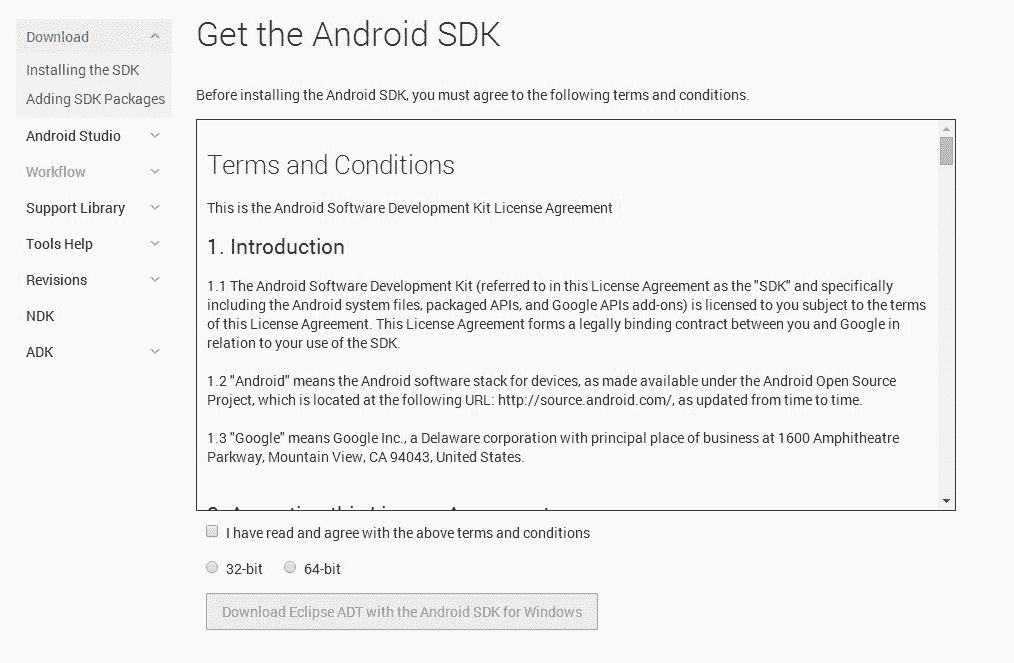 Download
Installing the SDK
Adding SDK Packages
Android Studio
Workflow
Support Library
Tools Help
Revisions
NDK
ADK
Get the Android SDK
Before installing the Android SDK, you must agree to the following terms and conditions.
Terms and Conditions
This is the Android Software Development Kit License Agreement
1. Introduction
1.1 The Android Software Development Kit (referred to in this License Agreement as the "SDK" and specifically
including the Android system files, packaged APIs, and Google APIs add-ons) is licensed to you subject to the terms
of this License Agreement. This License Agreement forms a legally binding contract between you and Google in
relation to your use of the SDK.
1.2 "Android" means the Android software stack for devices, as made available under the Android Open Source
Project, which is located at the following URL: http://source.android.com/, as updated from time to time.
1.3 "Google" means Google Inc., a Delaware corporation with principal place of business at 1600 Amphitheatre
Parkway, Mountain View, CA 94043, United States.
I have read and agree with the above terms and conditions
32-bit 64-bit
Download Eclipse ADT with the Android SDK for Windows